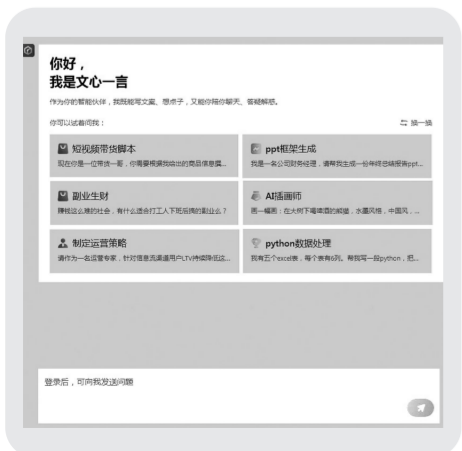 你好，
我是文心一言
作为你的智能伙伴，我既能写文案、想点子，又能陪你聊天、答疑解惑。
你可以试着问我：
换一换
短视频带货脚本
现在你是一位带货一哥，你需要根据我给出的商品信息撰...
ppt框架生成
我是一名公司财务经理，请帮我生成一份年终总结报告ppt...
副业生财
赚钱这么难的社会，有什么适合打工人下班后搞的副业么？
AI插画师
画一幅画：在大树下喝啤酒的熊猫，水墨风格，中国风，...
制定运营策略
请作为一名运营专家，针对信息流渠道用户LTV持续降低这...
python数据处理
我有五个excel表，每个表有6列。帮我写一段python，把...
登录后，可向我发送问题